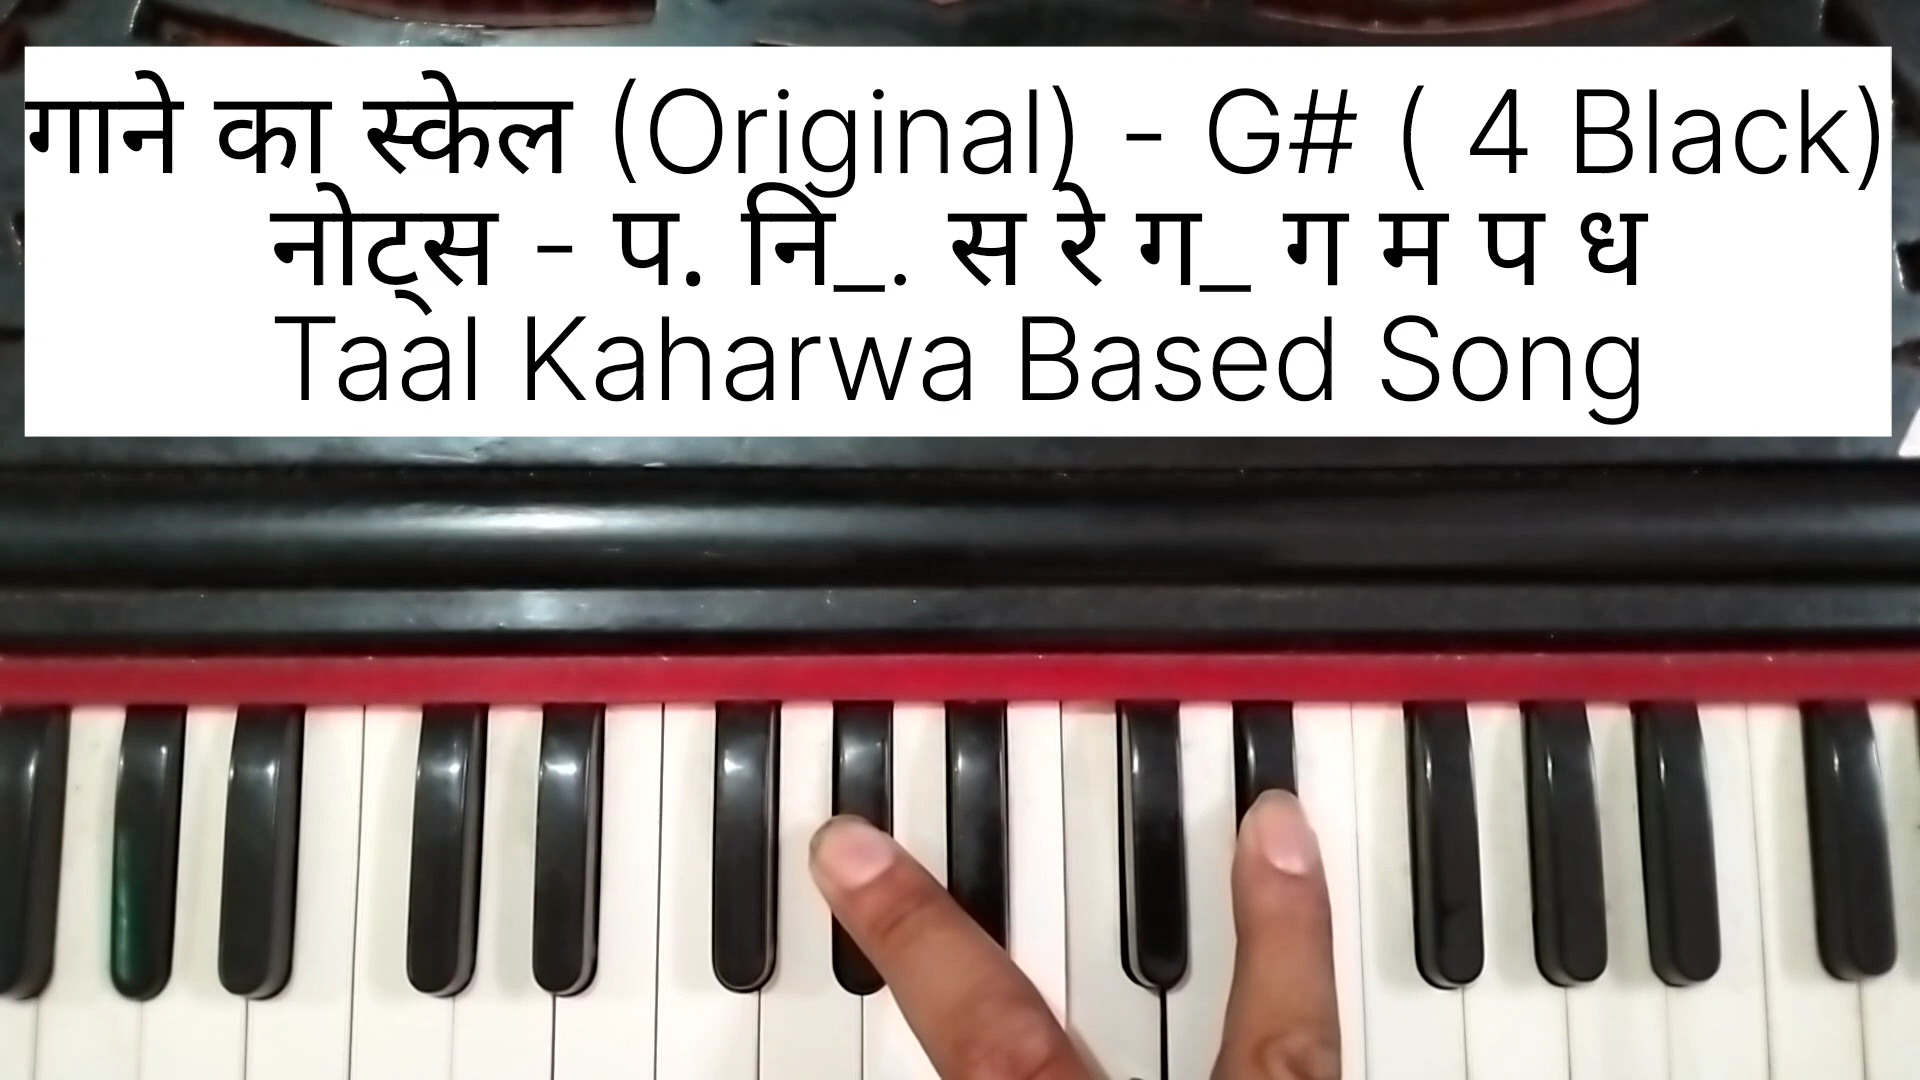 गाने का स्केल (Original) - G# ( 4 Black)
नोट्स - प. नि_. स रे ग_ ग म प ध
Taal Kaharwa Based Song